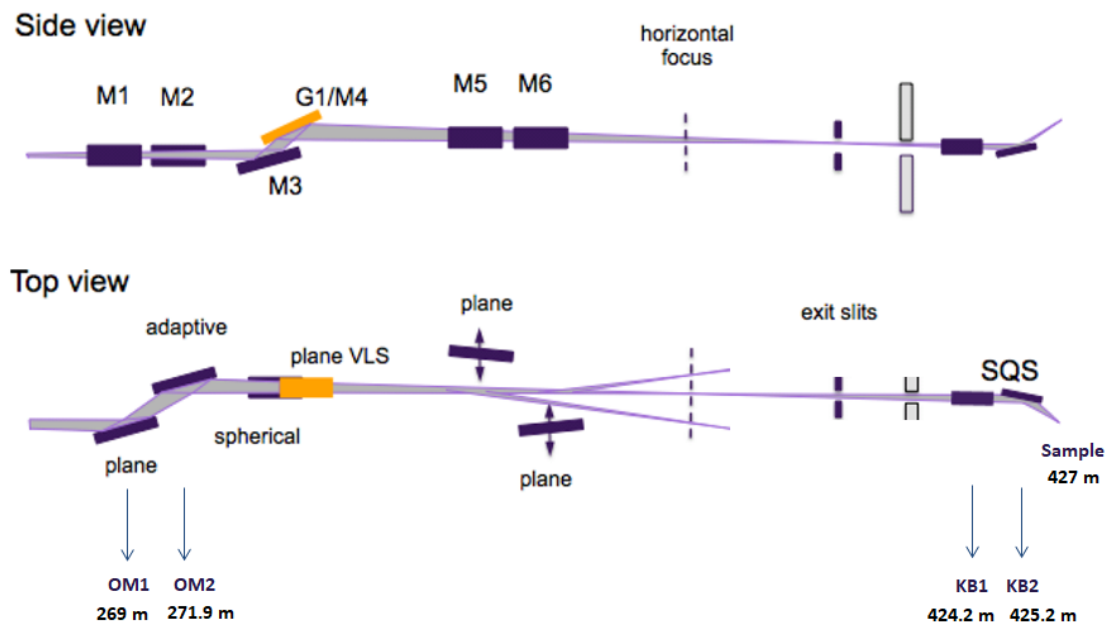 Side view
horizontal
focus
M1
M2
G1/M4
M5
M6
M3
Top view
adaptive
plane
exit slits
plane VLS
SQS
spherical
Sample
427 m
plane
plane
OM1
OM2
KB1
KB2
269 m
271.9 m
424.2 m
425.2 m